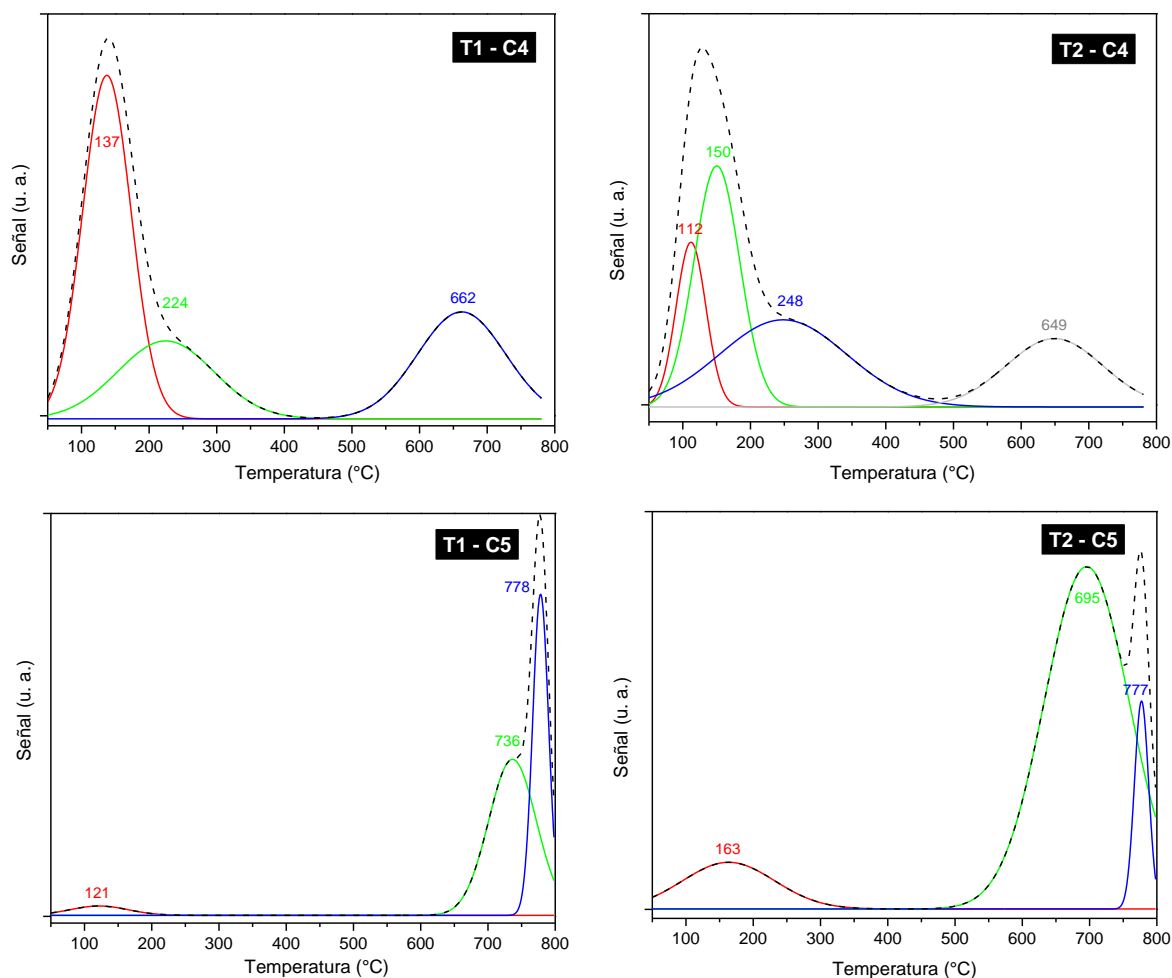 T1 - C4
137
224
662
Señal (u. a.)
100 200 300 400 500 600 700 800
Temperatura (°C)
T2 - C4
150
112
248
649
Señal (u. a.)
100 200 300 400 500 600 700 800
Temperatura (°C)
T1 - C5
778
736
121
Señal (u. a.)
100 200 300 400 500 600 700 800
Temperatura (°C)
T2 - C5
695
777
163
Señal (u. a.)
100 200 300 400 500 600 700 800
Temperatura (°C)